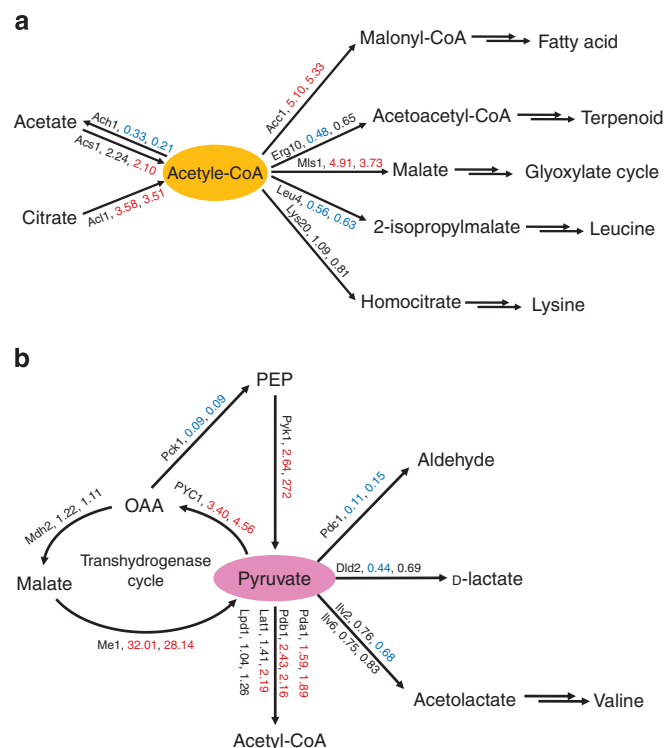 a
Malonyl-CoA
Fatty acid
Acc1, 5.10, 5.33
Acetate
Ach1, 0.33, 0.21
Acs1, 2.24, 2.10
Acetyle-CoA
Erg10, 0.48, 0.65
Acetoacetyl-CoA
Terpenoid
Mls1, 4.91, 3.73
Malate
Glyoxylate cycle
Citrate
Acl1, 3.58, 3.51
Leu4, 0.56, 0.63
2-isopropylmalate
Leucine
Lys20, 1.09, 0.81
Homocitrate
Lysine
b
PEP
Pck1, 0.09, 0.09
Pyk1, 2.64, 272
Aldehyde
Pdc1, 0.11, 0.15
OAA
PYC1, 3.40, 4.56
Mdh2, 1.22, 1.11
Transhydrogenase
cycle
Malate
Pyruvate
Dld2, 0.44, 0.69
D-lactate
Me1, 32.01, 28.14
Ilv2, 0.76, 0.68
Ilv6, 0.75, 0.83
Lpd1, 1.04, 1.26
Lat1, 1.41, 2.19
Pdb1, 2.43, 2.16
Pda1, 1.59, 1.89
Acetolactate
Valine
Acetyl-CoA